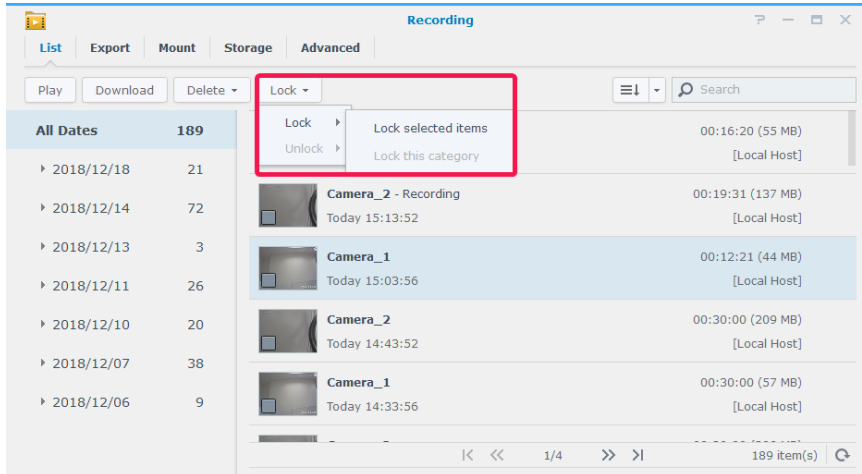 Recording
List Export Mount Storage Advanced
Play Download Delete Lock Search
All Dates 189
2018/12/18 21
2018/12/14 72
2018/12/13 3
2018/12/11 26
2018/12/10 20
2018/12/07 38
2018/12/06 9
Lock
Unlock
Lock selected items
Lock this category
00:16:20 (55 MB)
[Local Host]
Camera_2 - Recording 00:19:31 (137 MB)
Today 15:13:52 [Local Host]
Camera_1 00:12:21 (44 MB)
Today 15:03:56 [Local Host]
Camera_2 00:30:00 (209 MB)
Today 14:43:52 [Local Host]
Camera_1 00:30:00 (57 MB)
Today 14:33:56 [Local Host]
1/4 189 item(s)